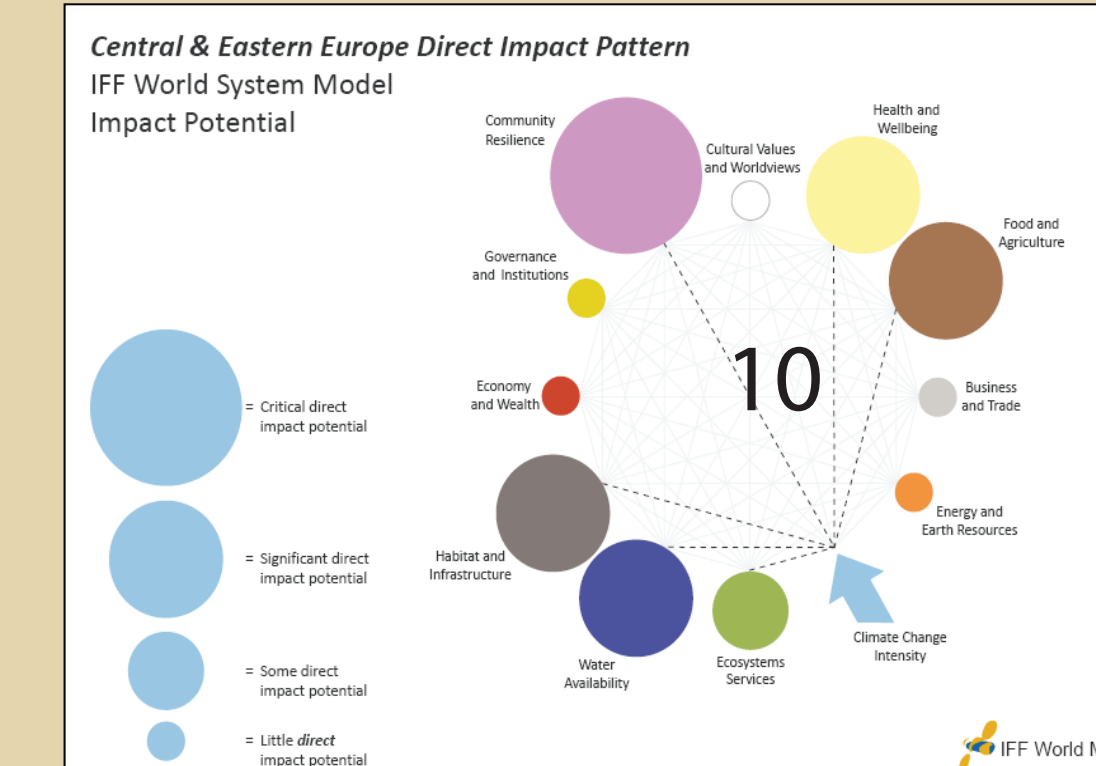 Central & Eastern Europe Direct Impact Pattern
IFF World System Model
Impact Potential
Community
Resilience
Cultural Values
and Worldviews
Health and
Wellbeing
Food and
Agriculture
Governance
and Institutions
10
Economy
and Wealth
Business
and Trade
Energy and
Earth Resources
Habitat and
Infrastructure
Water
Availability
Ecosystems
Services
Climate Change
Intensity
= Critical direct
impact potential
= Significant direct
impact potential
= Some direct
impact potential
= Little direct
impact potential
IFF World